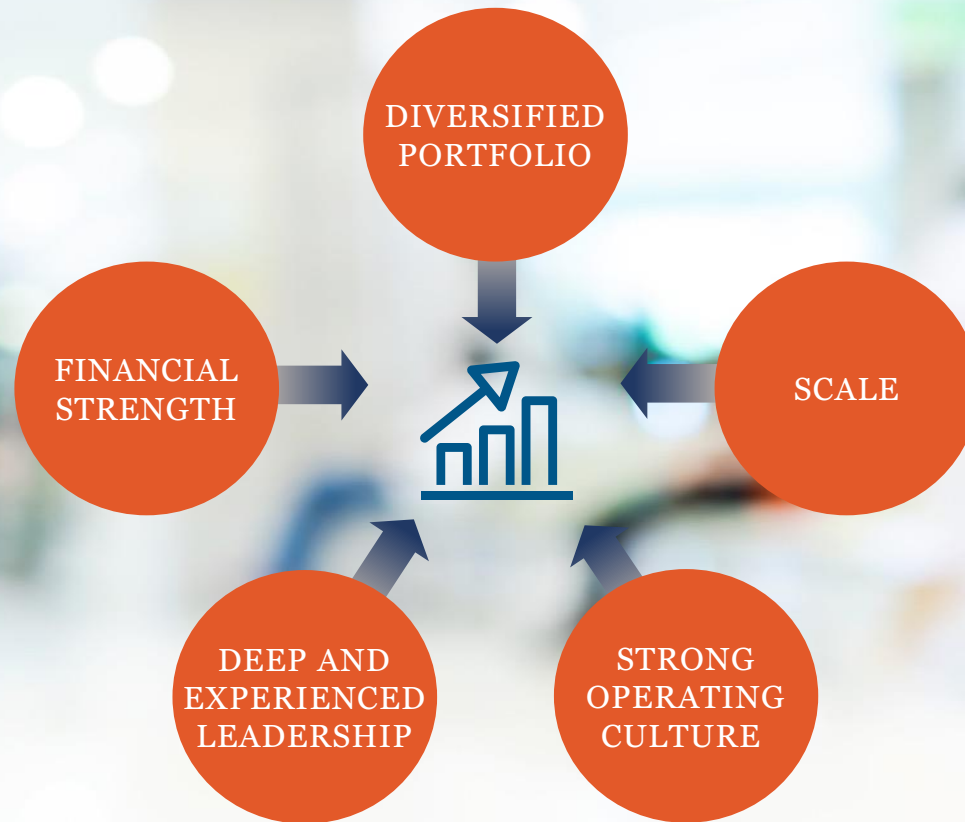 DIVERSIFIED
PORTFOLIO
FINANCIAL
STRENGTH
SCALE
DEEP AND
EXPERIENCED
LEADERSHIP
STRONG
OPERATING
CULTURE